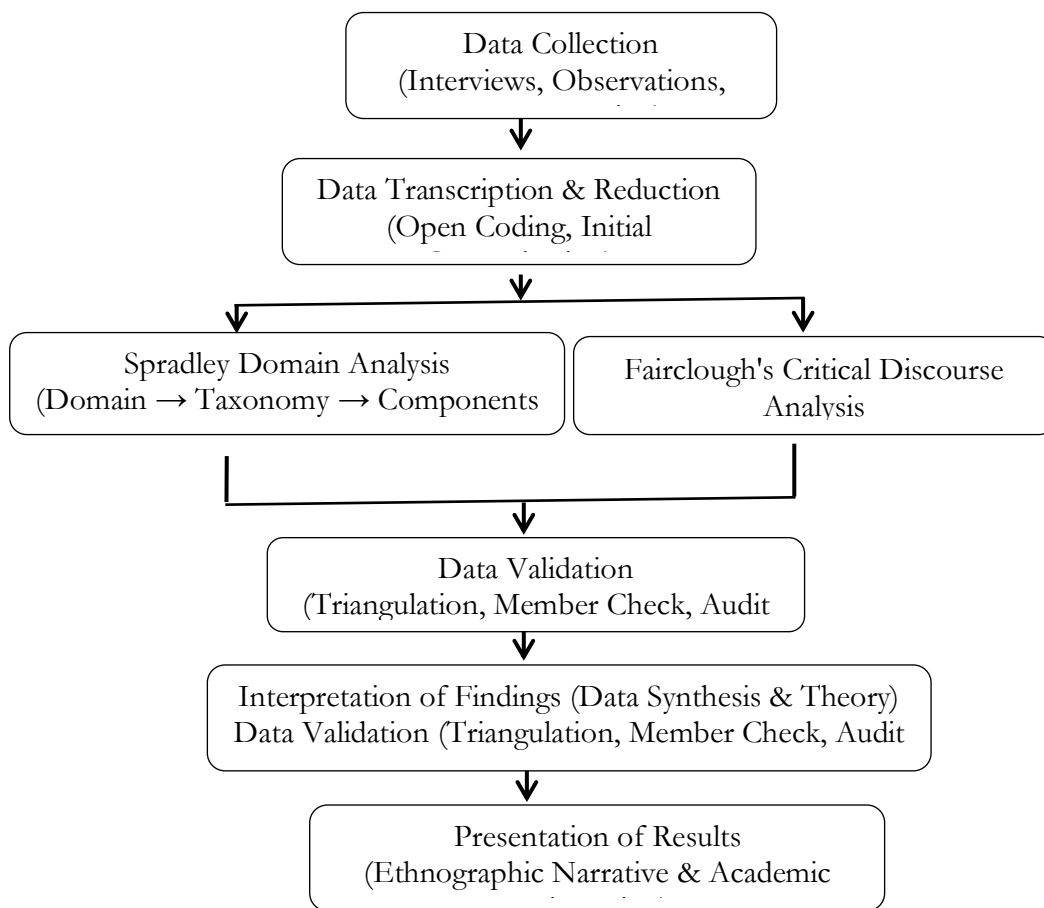 Data Collection
(Interviews, Observations,
Data Transcription & Reduction
(Open Coding, Initial
Spradley Domain Analysis
(Domain → Taxonomy → Components
Fairclough's Critical Discourse
Analysis
Data Validation
(Triangulation, Member Check, Audit
Interpretation of Findings (Data Synthesis & Theory)
Data Validation (Triangulation, Member Check, Audit
Presentation of Results
(Ethnographic Narrative & Academic